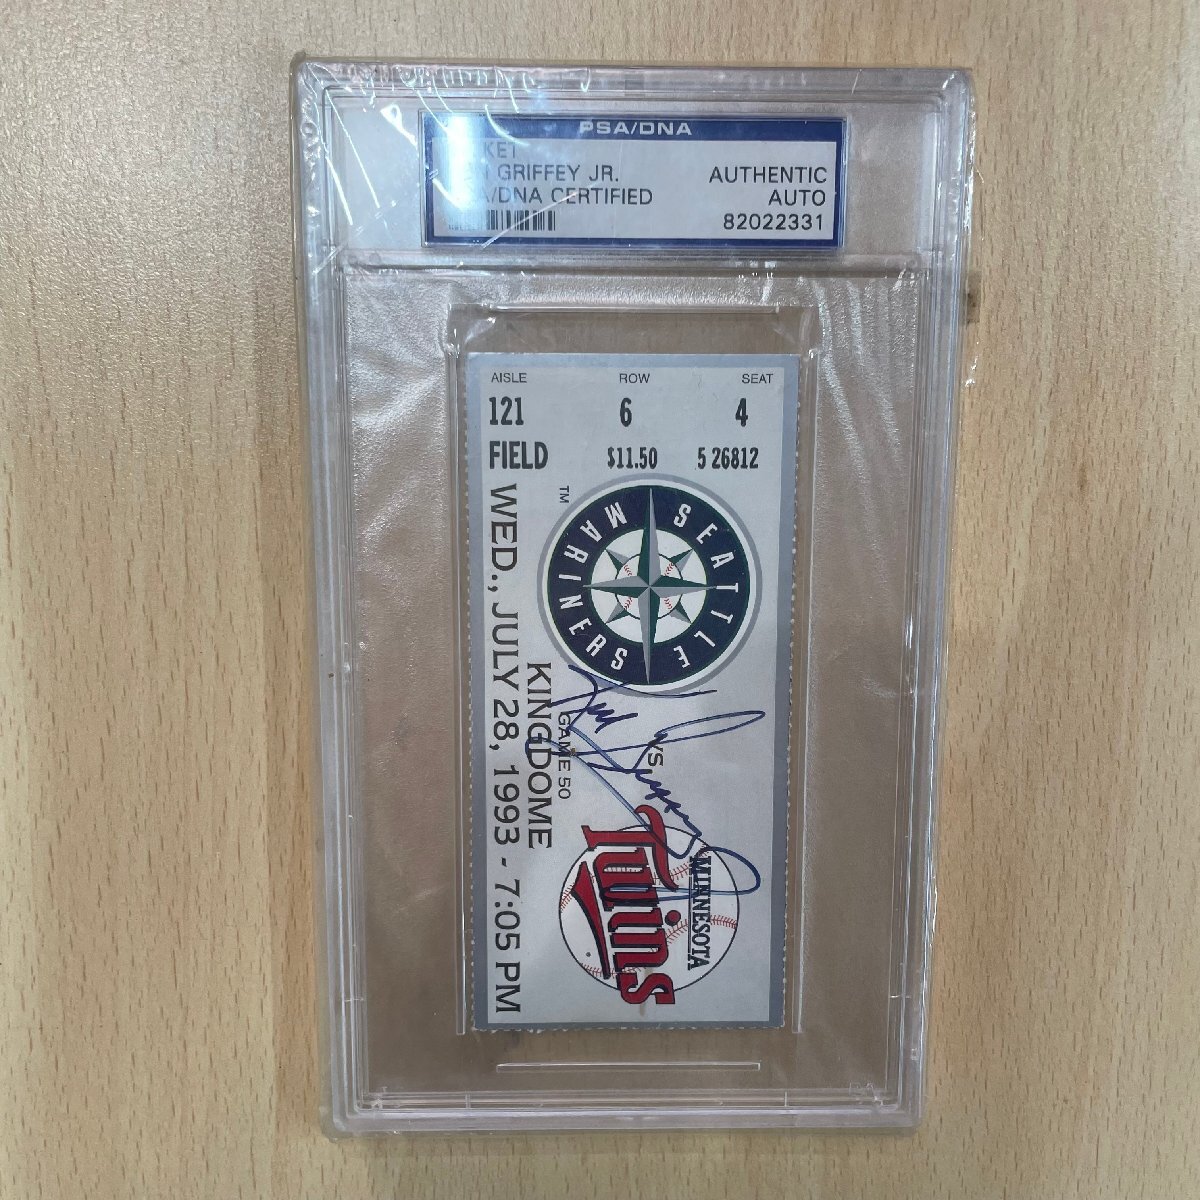 PSA/DNA
GRIFFEY JR. AUTHENTIC
/DNA CERTIFIED AUTO
82022331
AISLE ROW SEAT
121 6 4
FIELD $11.50 5 26812
SEATTLE MARINERS
TM
VS
MINNESOTA
Twins
GAME 50
KINGDOME
WED., JULY 28, 1993 - 7:05 PM